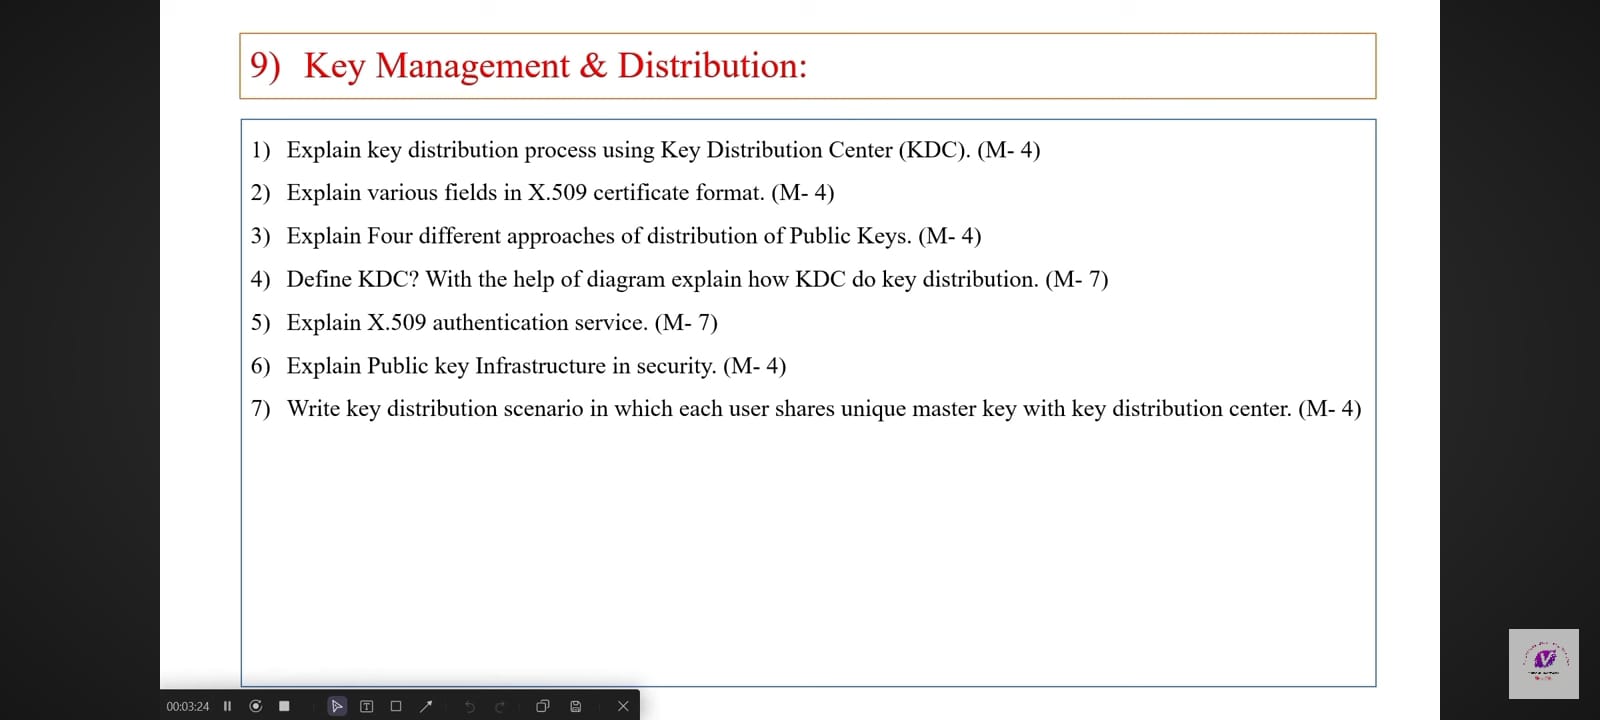 9) Key Management & Distribution:
1) Explain key distribution process using Key Distribution Center (KDC). (M- 4)
2) Explain various fields in X.509 certificate format. (M- 4)
3) Explain Four different approaches of distribution of Public Keys. (M- 4)
4) Define KDC? With the help of diagram explain how KDC do key distribution. (M- 7)
5) Explain X.509 authentication service. (M- 7)
6) Explain Public key Infrastructure in security. (M- 4)
7) Write key distribution scenario in which each user shares unique master key with key distribution center. (M- 4)
00:03:24